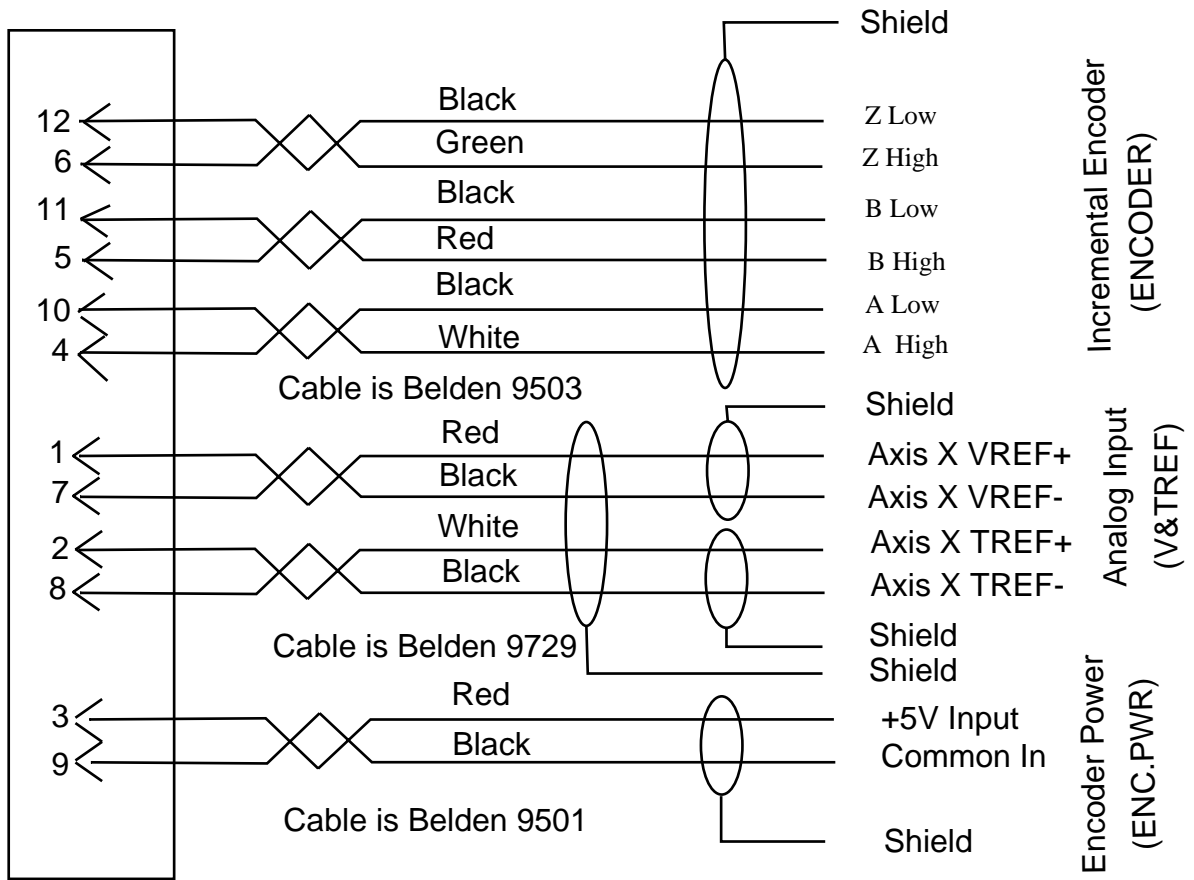 Shield
12 Black Z Low
6 Green Z High
11 Black B Low
5 Red B High
10 Black A Low
4 White A High
Incremental Encoder
(ENCODER)
Cable is Belden 9503
Shield
1 Red Axis X VREF+
7 Black Axis X VREF-
2 White Axis X TREF+
8 Black Axis X TREF-
Analog Input
(V&TREF)
Shield
Cable is Belden 9729
Shield
3 Red +5V Input
9 Black Common In
Encoder Power
(ENC.PWR)
Cable is Belden 9501
Shield